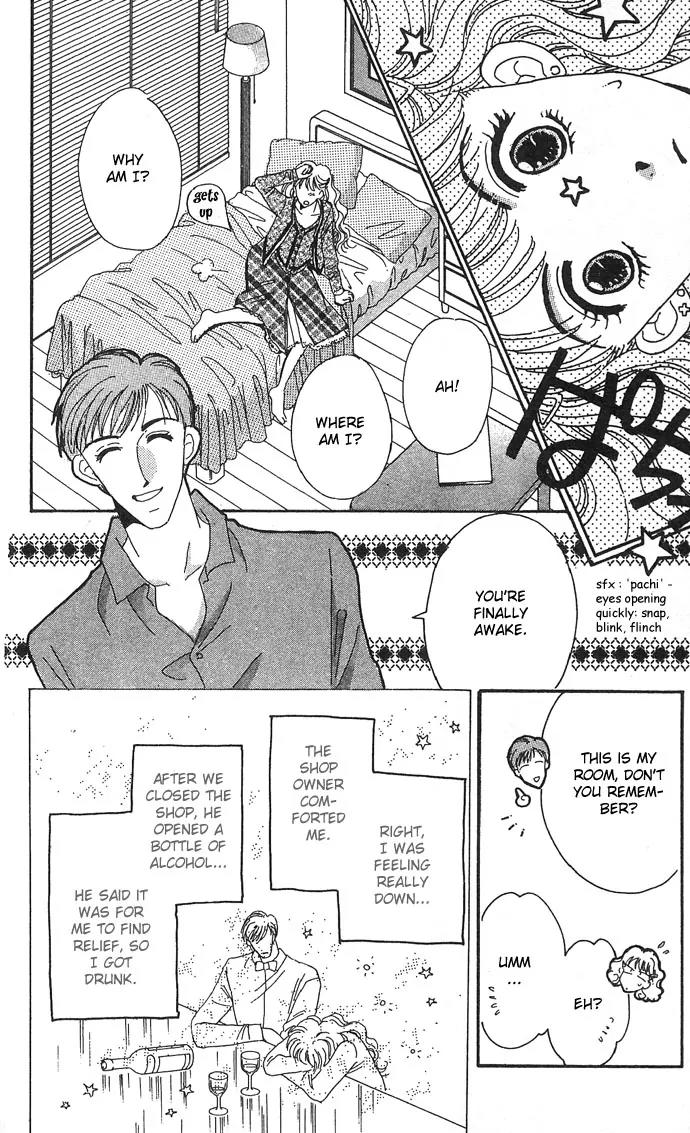 gets
up
WHY
AM I?
AH!
WHERE
AM I?
sfx : 'pachi' -
eyes opening
quickly: snap,
blink, flinch
YOU'RE
FINALLY
AWAKE.
THIS IS MY
ROOM, DON'T
YOU REMEM-
BER?
EH?
UMM
...
RIGHT,
I WAS
FEELING
REALLY
DOWN...
THE
SHOP
OWNER
COM-
FORTED
ME.
AFTER WE
CLOSED THE
SHOP, HE
OPENED A
BOTTLE OF
ALCOHOL...
HE SAID IT
WAS FOR
ME TO FIND
RELIEF, SO
I GOT
DRUNK.